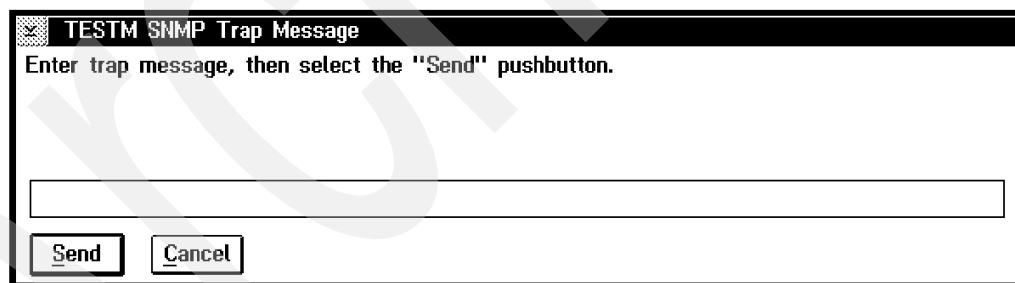 TESTM SNMP Trap Message
Enter trap message, then select the "Send" pushbutton.
Send Cancel